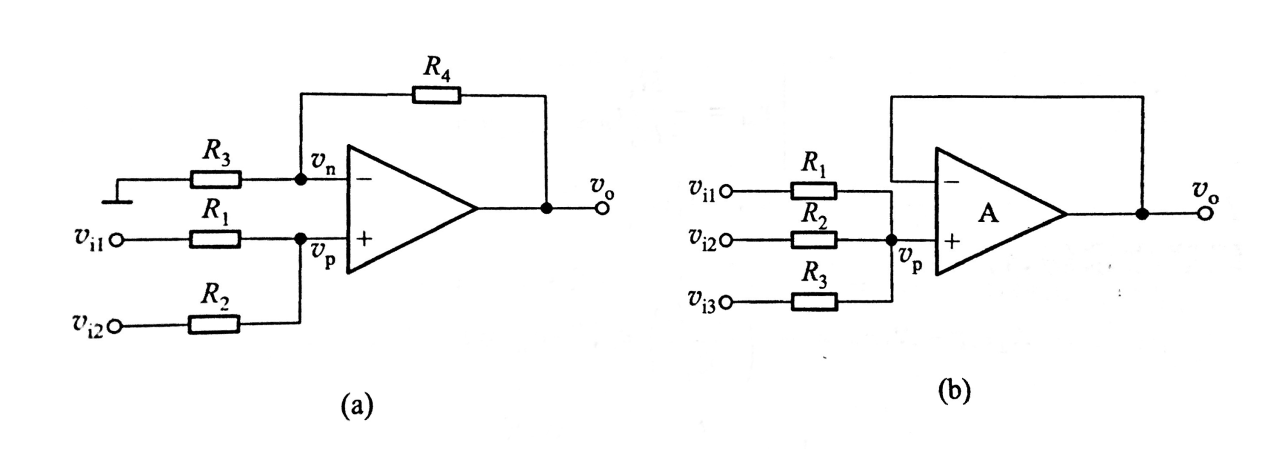 R4
R3
vn
−
vo
R1
vi1
vp
+
R2
vi2
(a)
R1
vi1
−
vo
A
R2
vi2
+
vp
R3
vi3
(b)